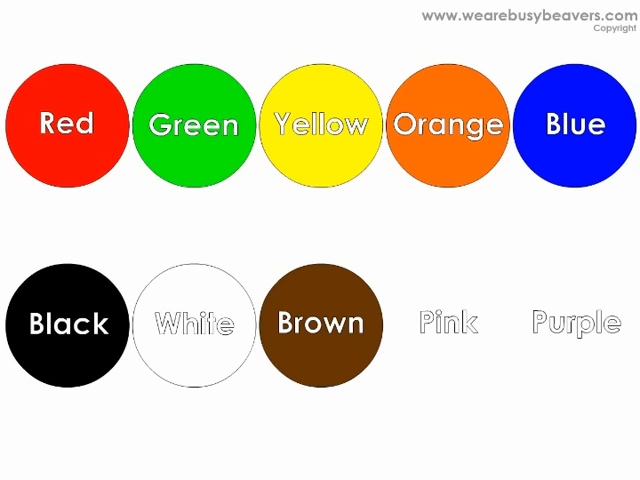 www.wearebusybeavers.com
Copyright
Red Green Yellow Orange Blue
Black White Brown Pink Purple